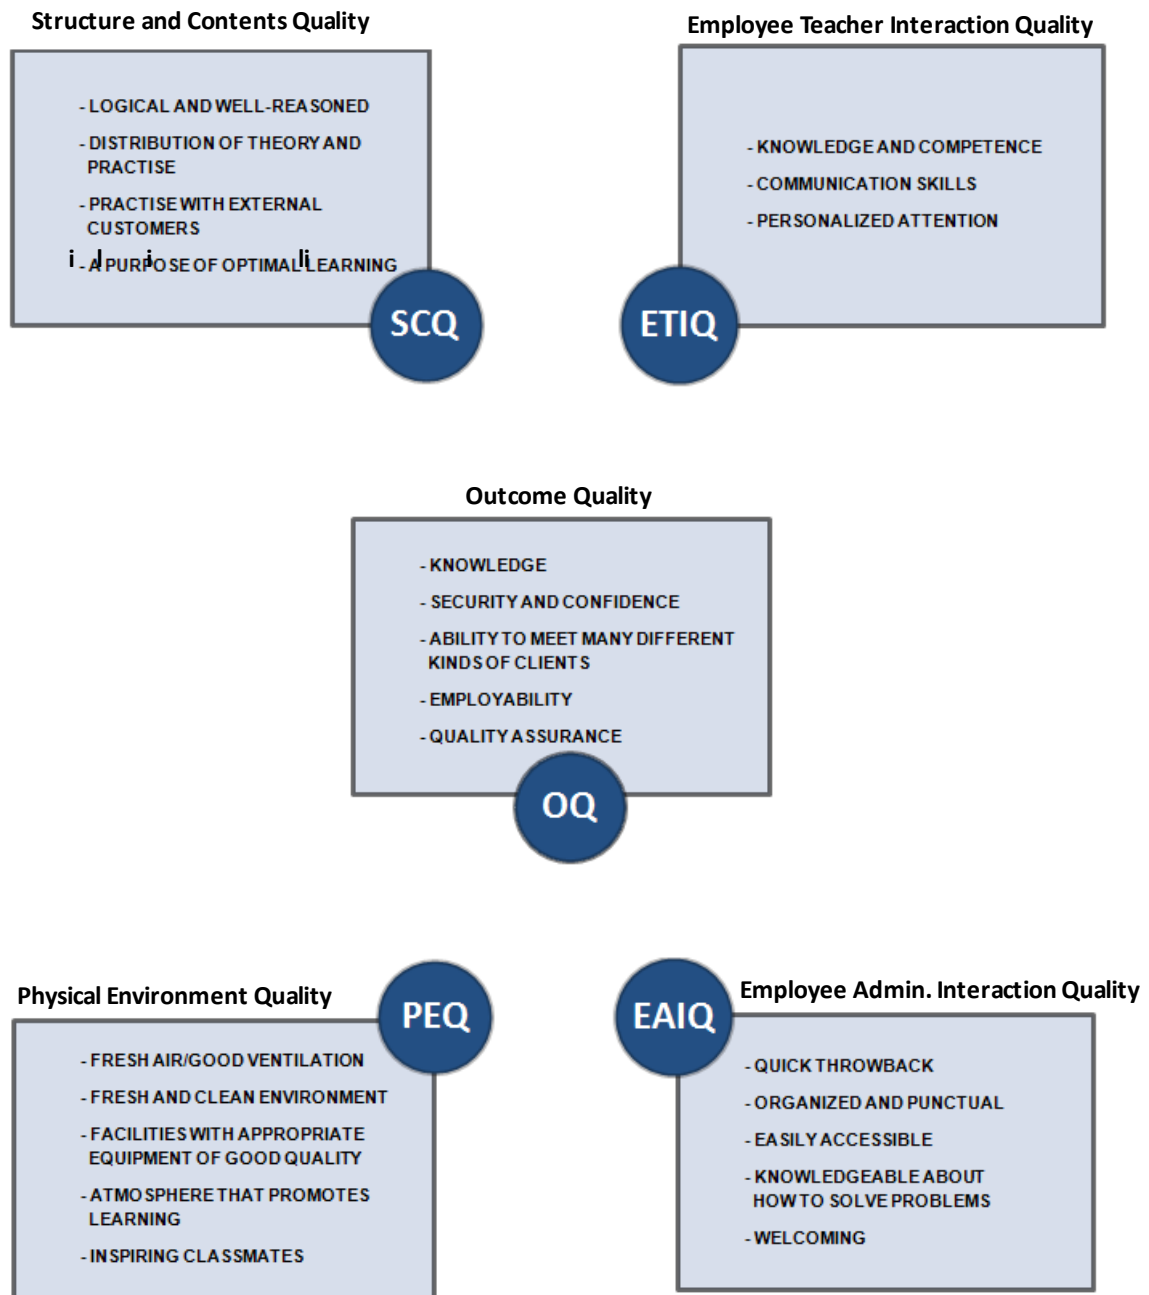 Structure and Contents Quality
- LOGICAL AND WELL-REASONED
- DISTRIBUTION OF THEORY AND
PRACTISE
- PRACTISE WITH EXTERNAL
CUSTOMERS
- A PURPOSE OF OPTIMAL LEARNING
SCQ
Employee Teacher Interaction Quality
- KNOWLEDGE AND COMPETENCE
- COMMUNICATION SKILLS
- PERSONALIZED ATTENTION
ETIQ
Outcome Quality
- KNOWLEDGE
- SECURITY AND CONFIDENCE
- ABILITY TO MEET MANY DIFFERENT
KINDS OF CLIENTS
- EMPLOYABILITY
- QUALITY ASSURANCE
OQ
Physical Environment Quality
PEQ
- FRESH AIR/GOOD VENTILATION
- FRESH AND CLEAN ENVIRONMENT
- FACILITIES WITH APPROPRIATE
EQUIPMENT OF GOOD QUALITY
- ATMOSPHERE THAT PROMOTES
LEARNING
- INSPIRING CLASSMATES
EAIQ
Employee Admin. Interaction Quality
- QUICK THROWBACK
- ORGANIZED AND PUNCTUAL
- EASILY ACCESSIBLE
- KNOWLEDGEABLE ABOUT
HOW TO SOLVE PROBLEMS
- WELCOMING